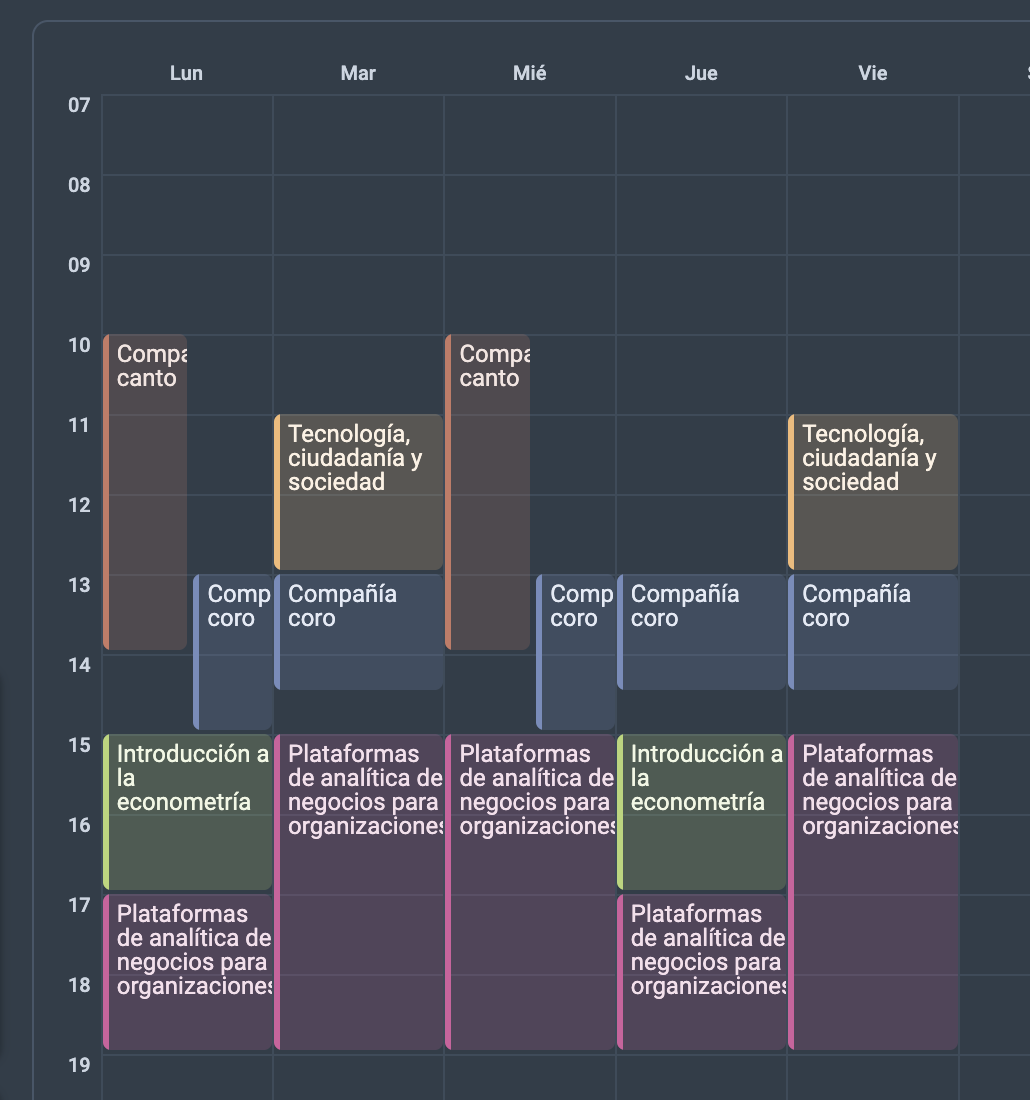 Lun Mar Mié Jue Vie
07
08
09
10
canto
canto
11
Tecnología,
ciudadanía y
sociedad
Tecnología,
ciudadanía y
sociedad
12
13
Comp
coro
Compañía
coro
Comp
coro
Compañía
coro
Compañía
coro
14
15
Introducción a
la
econometría
Plataformas
de analítica de
negocios para
organizaciones
Plataformas
de analítica de
negocios para
organizaciones
Introducción a
la
econometría
Plataformas
de analítica de
negocios para
organizaciones
16
17
Plataformas
de analítica de
negocios para
organizaciones
Plataformas
de analítica de
negocios para
organizaciones
18
19